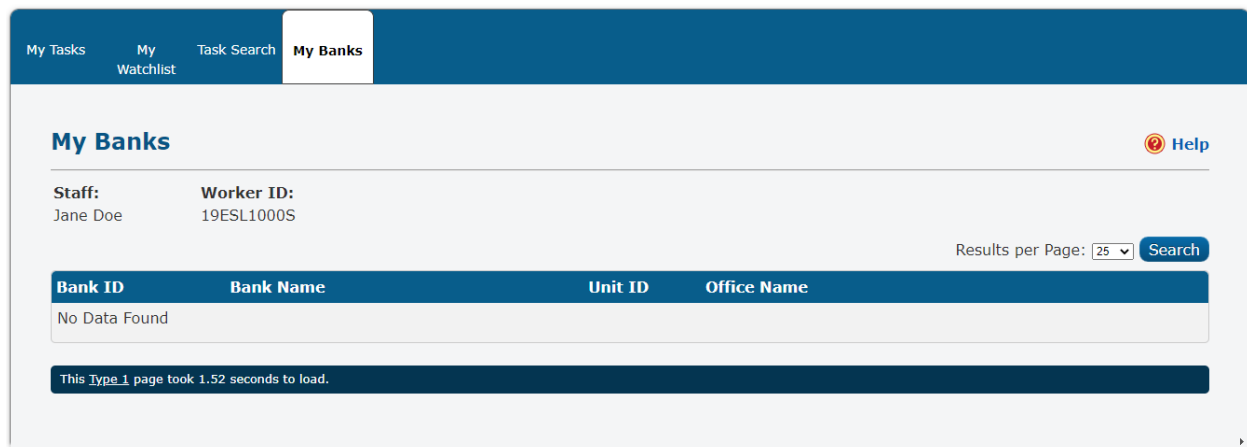 My Tasks My Watchlist Task Search My Banks
My Banks
Help
Staff: Worker ID:
Jane Doe 19ESL1000S
Results per Page: 25 Search
Bank ID Bank Name Unit ID Office Name
No Data Found
This Type 1 page took 1.52 seconds to load.